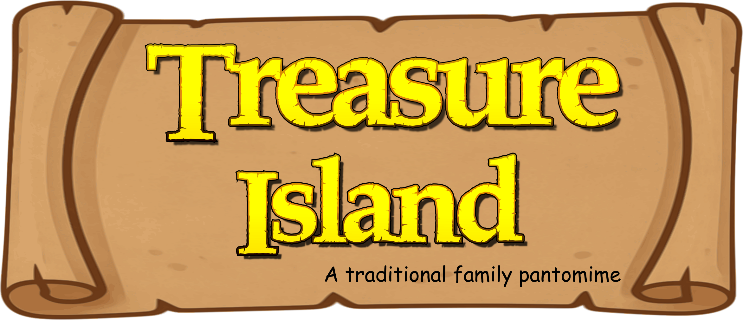 Treasure
Island
A traditional family pantomime